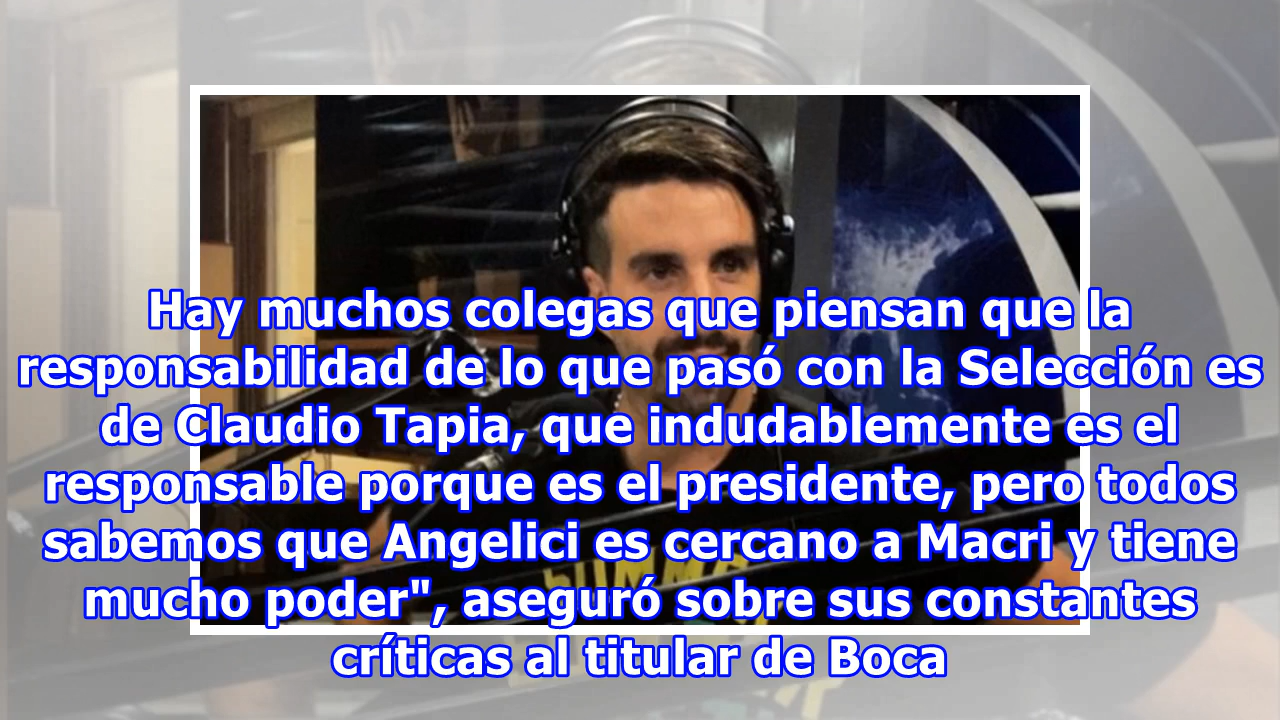 Hay muchos colegas que piensan que la
responsabilidad de lo que pasó con la Selección es
de Claudio Tapia, que indudablemente es el
responsable porque es el presidente, pero todos
sabemos que Angelici es cercano a Macri y tiene
mucho poder", aseguró sobre sus constantes
críticas al titular de Boca